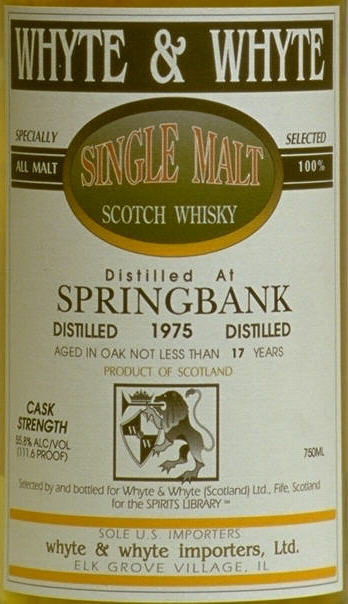 WHYTE & WHYTE
SPECIALLY SELECTED
ALL MALT 100%
SINGLE MALT
SCOTCH WHISKY
Distilled At
SPRINGBANK
DISTILLED 1975 DISTILLED
AGED IN OAK NOT LESS THAN 17 YEARS
PRODUCT OF SCOTLAND
CASK
STRENGTH
55.8% ALC/VOL
(111.6 PROOF)
W W
750ML
Selected by and bottled for Whyte & Whyte (Scotland) Ltd., Fife, Scotland
for the SPIRITS LIBRARY ™
SOLE U.S. IMPORTERS
whyte & whyte importers, Ltd.
ELK GROVE VILLAGE, IL